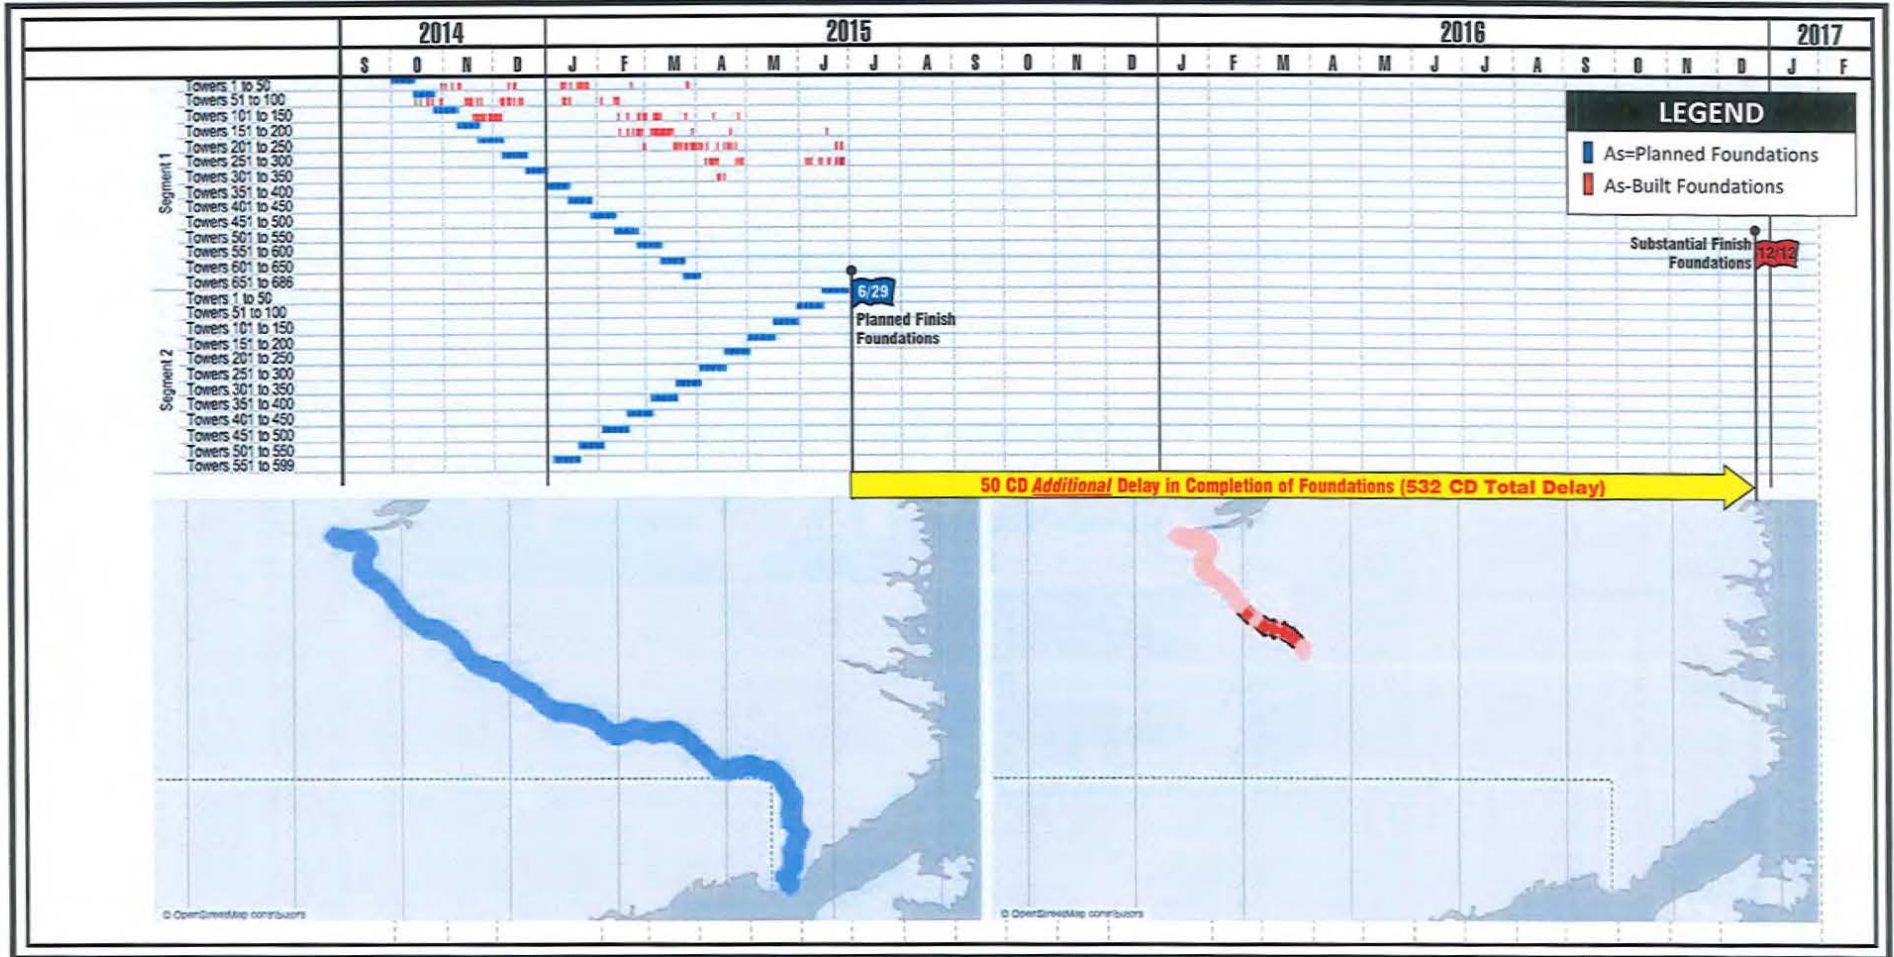 2014 2015 2016 2017
S O N D J F M A M J J A S O N D J F M A M J J A S O N D J F
Segment 1
Towers 1 to 50
Towers 51 to 100
Towers 101 to 150
Towers 151 to 200
Towers 201 to 250
Towers 251 to 300
Towers 301 to 350
Towers 351 to 400
Towers 401 to 450
Towers 451 to 500
Towers 501 to 550
Towers 551 to 600
Towers 601 to 650
Towers 651 to 686
Segment 2
Towers 1 to 50
Towers 51 to 100
Towers 101 to 150
Towers 151 to 200
Towers 201 to 250
Towers 251 to 300
Towers 301 to 350
Towers 351 to 400
Towers 401 to 450
Towers 451 to 500
Towers 501 to 550
Towers 551 to 599
LEGEND
As=Planned Foundations
As-Built Foundations
Substantial Finish
Foundations
12/12
6/29
Planned Finish
Foundations
50 CD Additional Delay in Completion of Foundations (532 CD Total Delay)
© OpenStreetMap contributors
© OpenStreetMap contributors